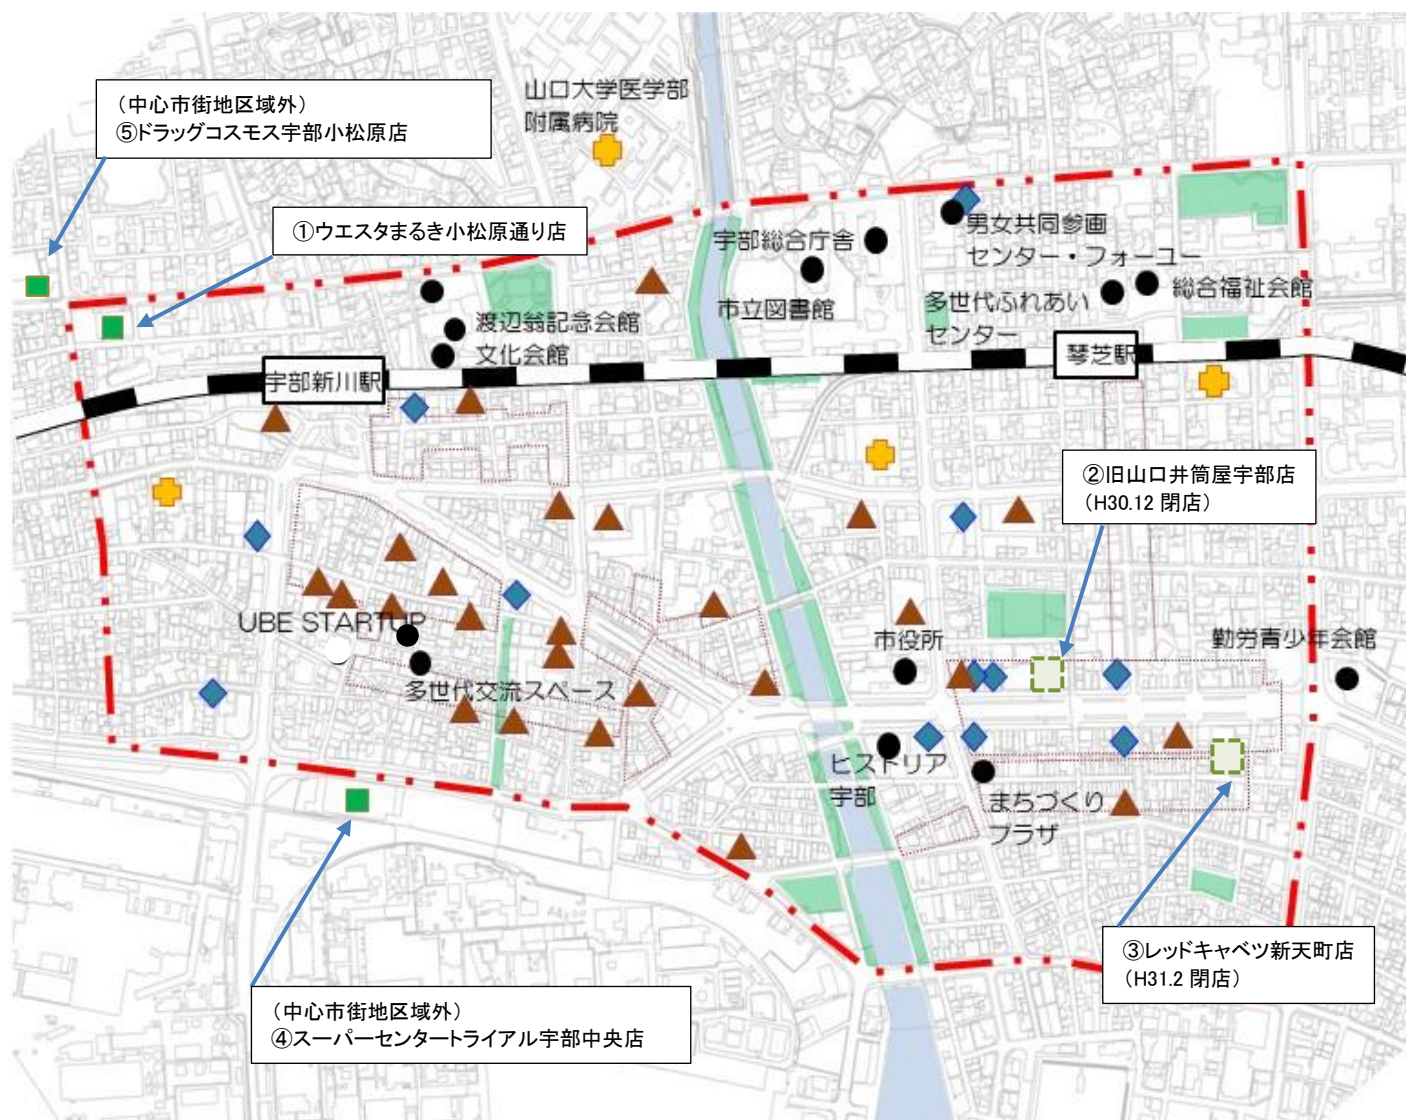 山口大学医学部
附属病院
（中心市街地区域外）
⑤ドラッグコスモス宇部小松原店
①ウエスタまるき小松原通り店
宇部総合庁舎
男女共同参画
センター・フォーユー
市立図書館
多世代ふれあい
センター
総合福祉会館
渡辺翁記念会館
文化会館
宇部新川駅
琴芝駅
②旧山口井筒屋宇部店
（H30.12 閉店）
UBE STARTUP
市役所
勤労青少年会館
多世代交流スペース
ヒストリア
宇部
まちづくり
プラザ
③レッドキャベツ新天町店
（H31.2 閉店）
（中心市街地区域外）
④スーパーセンタートライアル宇部中央店